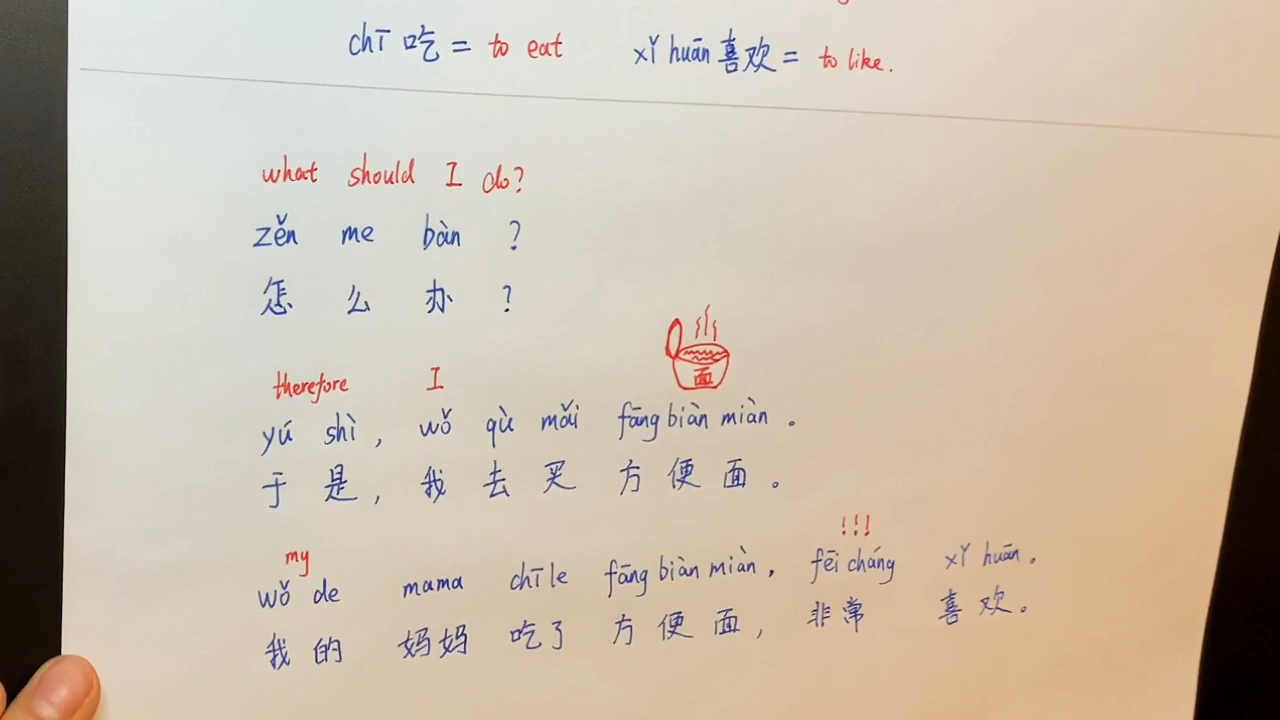 chī 吃 = to eat xǐ huān 喜欢 = to like.
what should I do?
zěn me bàn ?
怎 么 办 ?
therefore I
面
yú shì , wǒ qù mǎi fāng biàn miàn 。
于 是 , 我 去 买 方 便 面 。
my !!!
wǒ de mama chī le fāng biàn miàn , fēi cháng xǐ huān .
我 的 妈妈 吃了 方 便 面 , 非 常 喜 欢 。